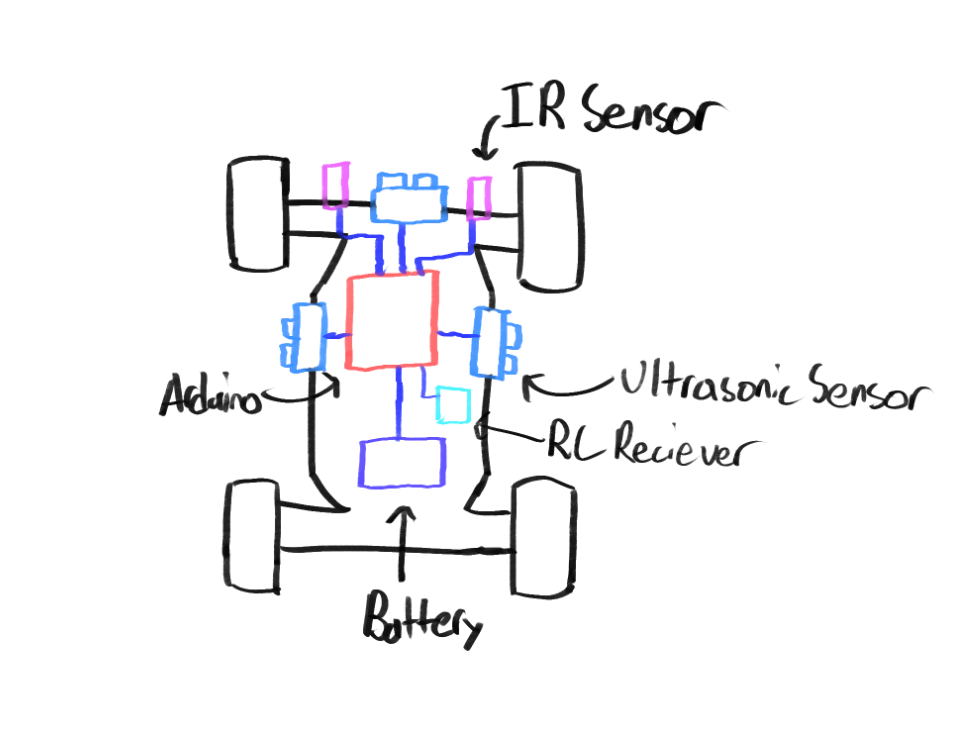 IR Sensor
Arduino
Ultrasonic Sensor
RC Reciever
Battery